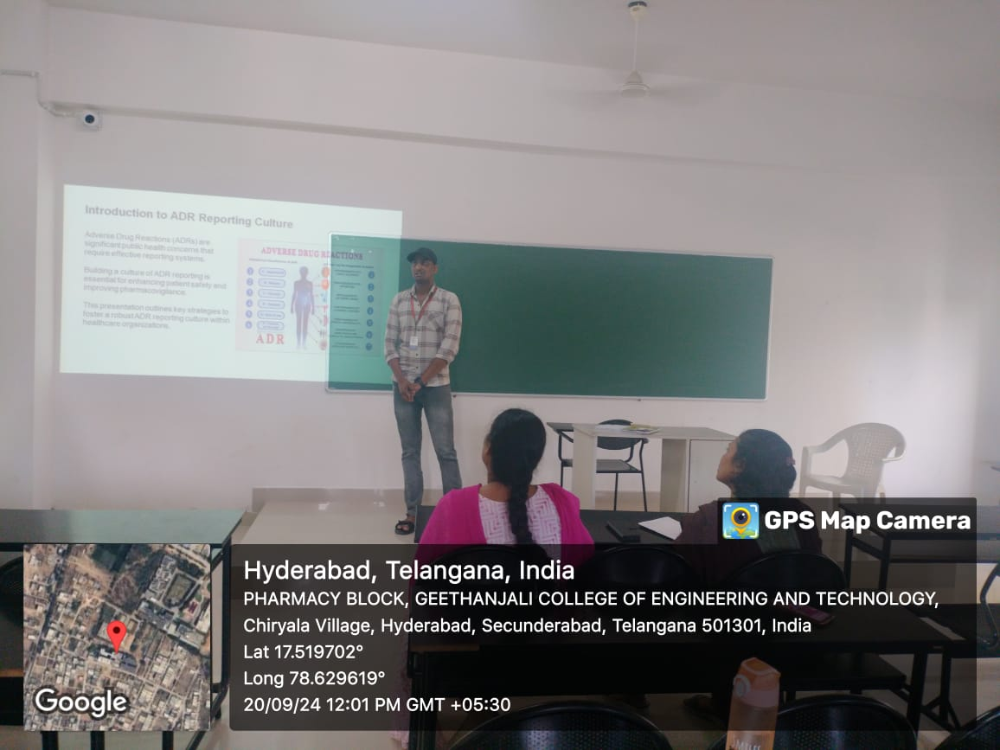 Introduction to ADR Reporting Culture
Adverse Drug Reactions (ADRs) are
significant public health concerns that
require effective reporting systems.
Building a culture of ADR reporting is
essential for enhancing patient safety and
improving pharmacovigilance.
This presentation outlines key strategies to
foster a robust ADR reporting culture within
healthcare organizations.
ADVERSE DRUG REACTIONS
ADR
GPS Map Camera
Hyderabad, Telangana, India
PHARMACY BLOCK, GEETHANJALI COLLEGE OF ENGINEERING AND TECHNOLOGY,
Chiryala Village, Hyderabad, Secunderabad, Telangana 501301, India
Lat 17.519702°
Long 78.629619°
20/09/24 12:01 PM GMT +05:30
Google